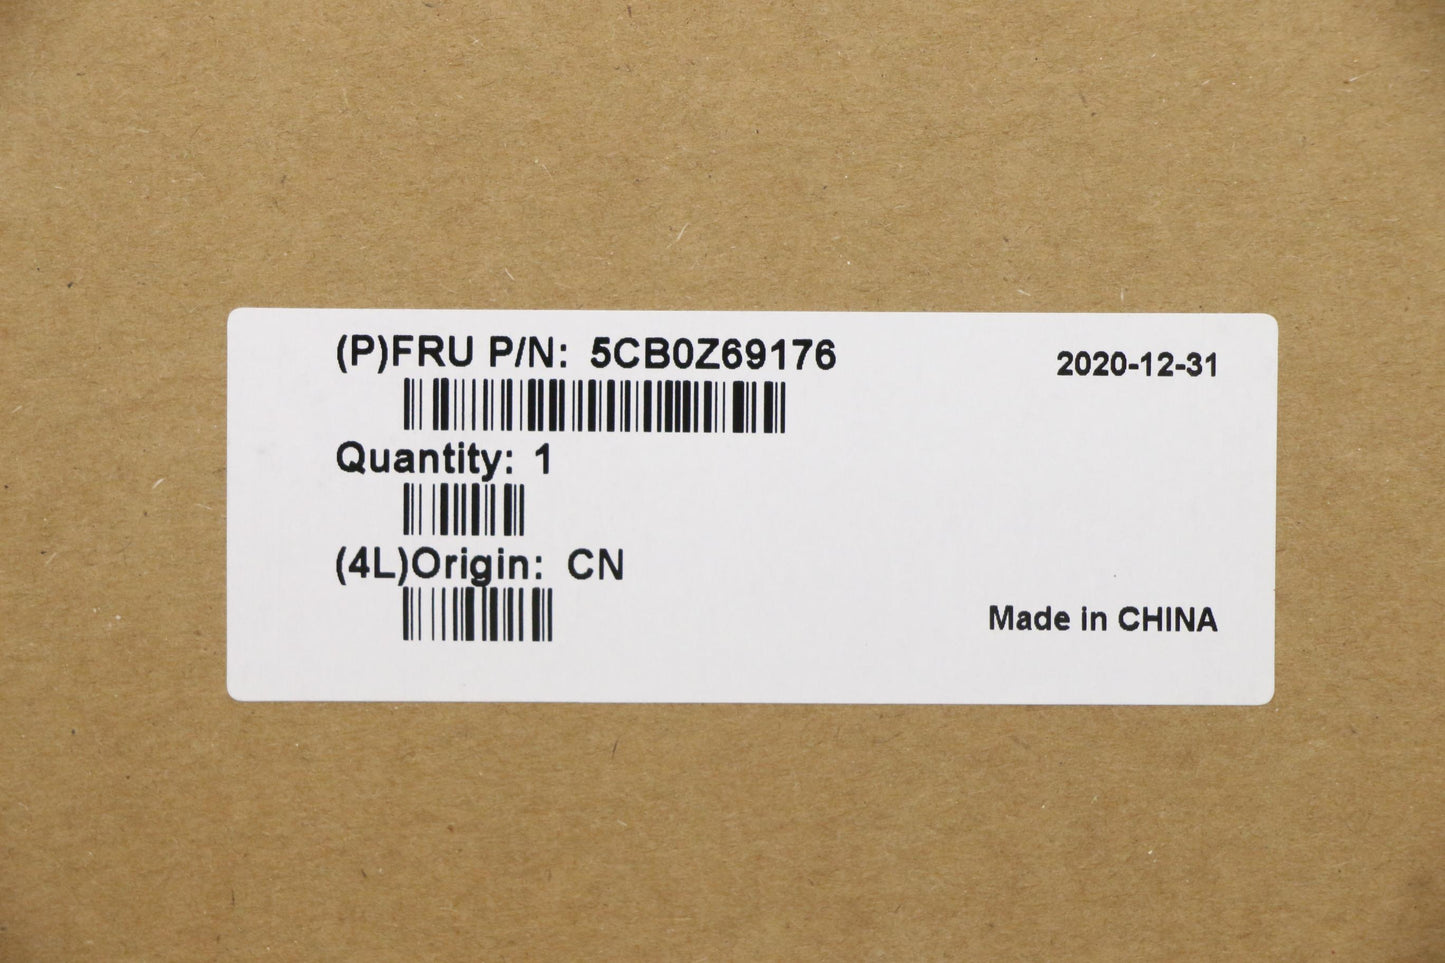 (P)FRU P/N: 5CB0Z69176
2020-12-31
Quantity: 1
(4L)Origin: CN
Made in CHINA